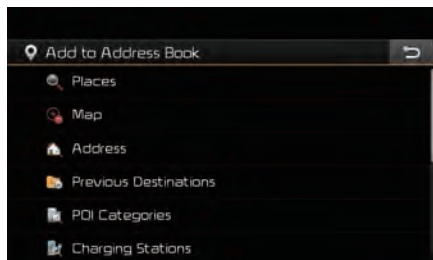 Add to Address Book
Places
Map
Address
Previous Destinations
POI Categories
Charging Stations